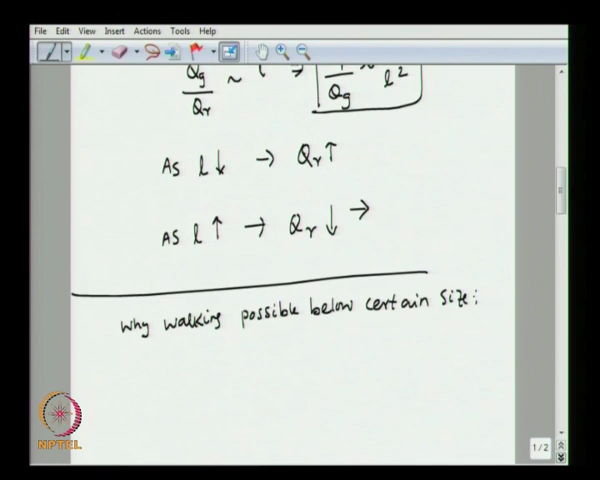 File Edit View Insert Actions Tools Help
Qg
Qr
~
→
Qg
~
l²
As l ↓ → Qr ↑
As l ↑ → Qr ↓ →
why walking possible below certain size:
NPTEL
1/2